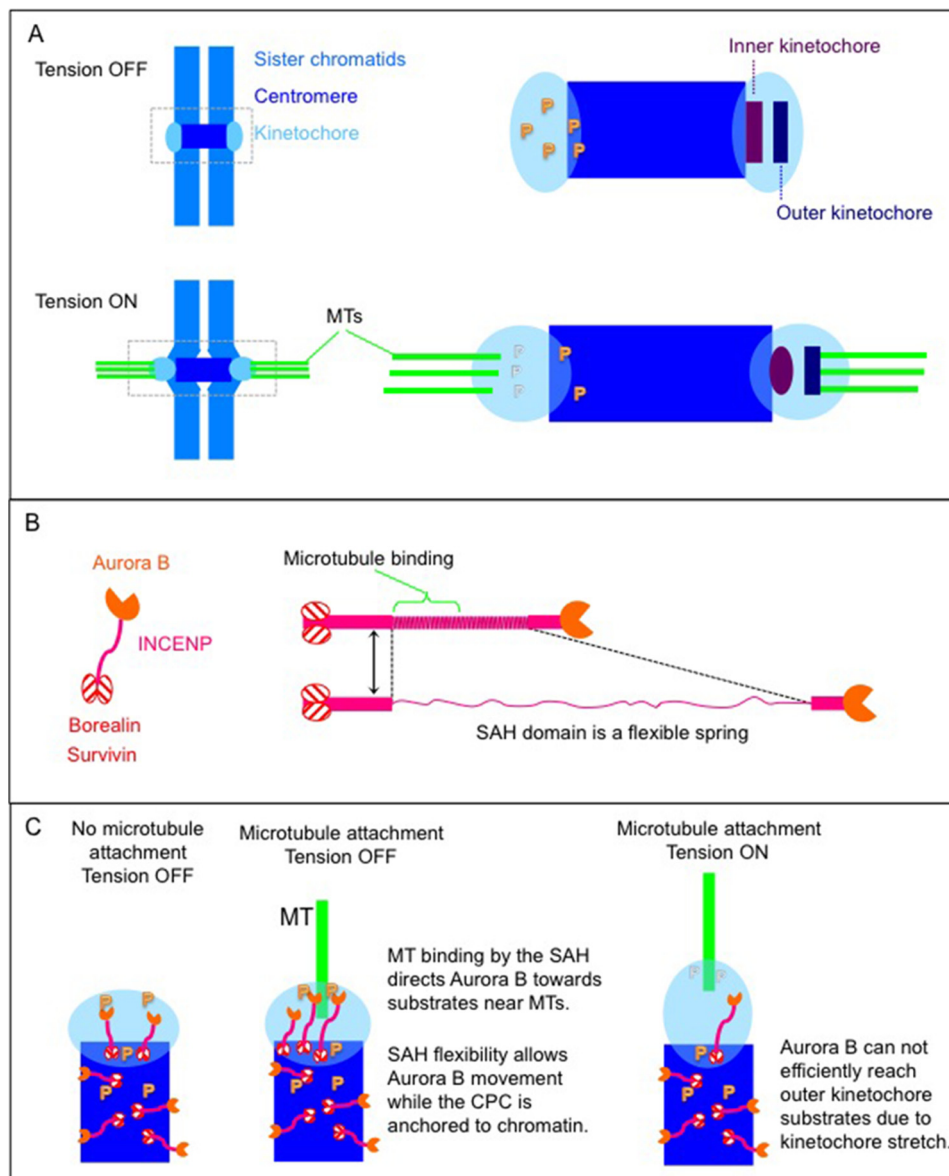 A
Tension OFF
Sister chromatids
Centromere
Kinetochore
Inner kinetochore
P
P
P
P
P
Outer kinetochore
Tension ON
MTs
P
P
P
P
P
B
Aurora B
INCENP
Borealin
Survivin
Microtubule binding
SAH domain is a flexible spring
C
No microtubule
attachment
Tension OFF
P P
P
P P
Microtubule attachment
Tension OFF
MT
P P
P
P P
MT binding by the SAH
directs Aurora B towards
substrates near MTs.
SAH flexibility allows
Aurora B movement
while the CPC is
anchored to chromatin.
Microtubule attachment
Tension ON
P P
P
P P
Aurora B can not
efficiently reach
outer kinetochore
substrates due to
kinetochore stretch.